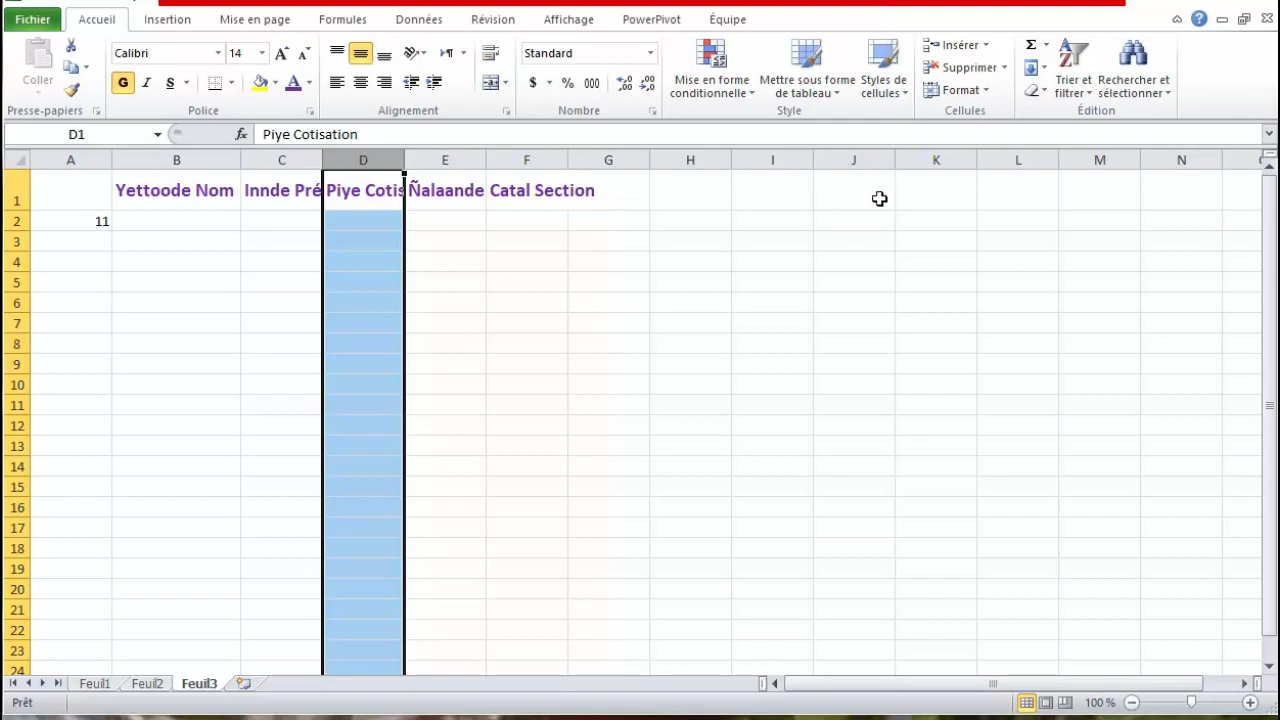 Fichier Accueil Insertion Mise en page Formules Données Révision Affichage PowerPivot Équipe
Coller
Presse-papiers
Calibri 14
G I S
Police
Alignement
Standard
$ % 000
Nombre
Mise en forme conditionnelle
Mettre sous forme de tableau
Styles de cellules
Style
Insérer
Supprimer
Format
Cellules
Σ
Trier et filtrer
Rechercher et sélectionner
Édition
D1 fx Piye Cotisation
A B C D E F G H I J K L M N
1 Yettoode Nom Innde Pré Piye Cotis Ñalaande Catal Section
2 11
3
4
5
6
7
8
9
10
11
12
13
14
15
16
17
18
19
20
21
22
23
24
Feuil1 Feuil2 Feuil3
Prêt 100 %